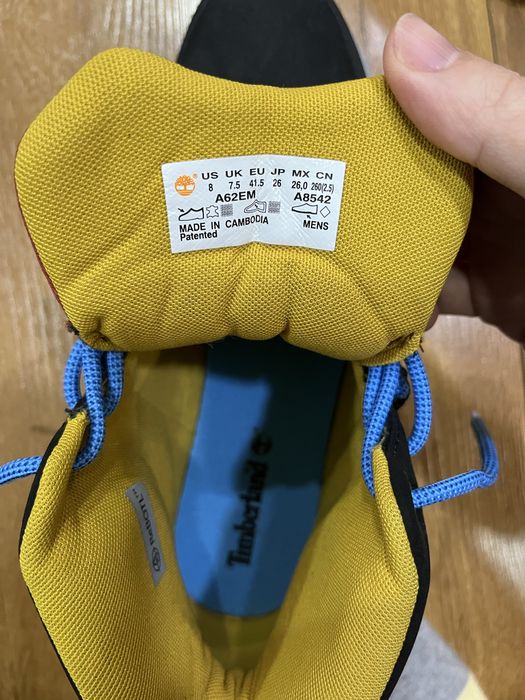 US UK EU JP MX CN
8 7.5 41.5 26 26,0 260(2.5)
A62EM A8542
MADE IN CAMBODIA MENS
Patented
Timberland
ReBOTL™